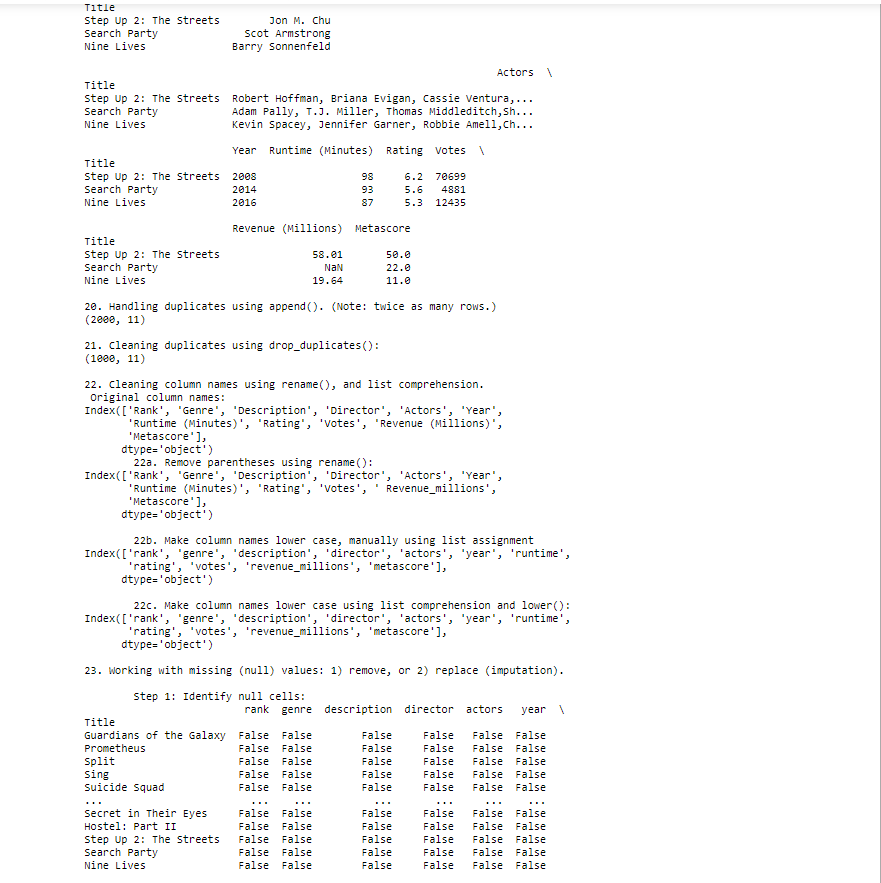 Title
Step Up 2: The Streets        Jon M. Chu
Search Party              Scot Armstrong
Nine Lives              Barry Sonnenfeld
Actors  \
Title
Step Up 2: The Streets  Robert Hoffman, Briana Evigan, Cassie Ventura,...
Search Party            Adam Pally, T.J. Miller, Thomas Middleditch,Sh...
Nine Lives              Kevin Spacey, Jennifer Garner, Robbie Amell,Ch...
Year  Runtime (Minutes)  Rating  Votes  \
Title
Step Up 2: The Streets  2008                 98     6.2  70699
Search Party            2014                 93     5.6   4881
Nine Lives              2016                 87     5.3  12435
Revenue (Millions)  Metascore
Title
Step Up 2: The Streets               58.01       50.0
Search Party                           NaN       22.0
Nine Lives                           19.64       11.0
20. Handling duplicates using append(). (Note: twice as many rows.)
(2000, 11)
21. Cleaning duplicates using drop_duplicates():
(1000, 11)
22. Cleaning column names using rename(), and list comprehension.
Original column names:
Index(['Rank', 'Genre', 'Description', 'Director', 'Actors', 'Year',
'Runtime (Minutes)', 'Rating', 'Votes', 'Revenue (Millions)',
'Metascore'],
dtype='object')
22a. Remove parentheses using rename():
Index(['Rank', 'Genre', 'Description', 'Director', 'Actors', 'Year',
'Runtime (Minutes)', 'Rating', 'Votes', ' Revenue_millions',
'Metascore'],
dtype='object')
22b. Make column names lower case, manually using list assignment
Index(['rank', 'genre', 'description', 'director', 'actors', 'year', 'runtime',
'rating', 'votes', 'revenue_millions', 'metascore'],
dtype='object')
22c. Make column names lower case using list comprehension and lower():
Index(['rank', 'genre', 'description', 'director', 'actors', 'year', 'runtime',
'rating', 'votes', 'revenue_millions', 'metascore'],
dtype='object')
23. Working with missing (null) values: 1) remove, or 2) replace (imputation).
Step 1: Identify null cells:
rank  genre  description  director  actors   year  \
Title
Guardians of the Galaxy  False  False        False     False   False  False
Prometheus               False  False        False     False   False  False
Split                    False  False        False     False   False  False
Sing                     False  False        False     False   False  False
Suicide Squad            False  False        False     False   False  False
...                        ...    ...          ...       ...     ...    ...
Secret in Their Eyes     False  False        False     False   False  False
Hostel: Part II          False  False        False     False   False  False
Step Up 2: The Streets   False  False        False     False   False  False
Search Party             False  False        False     False   False  False
Nine Lives               False  False        False     False   False  False